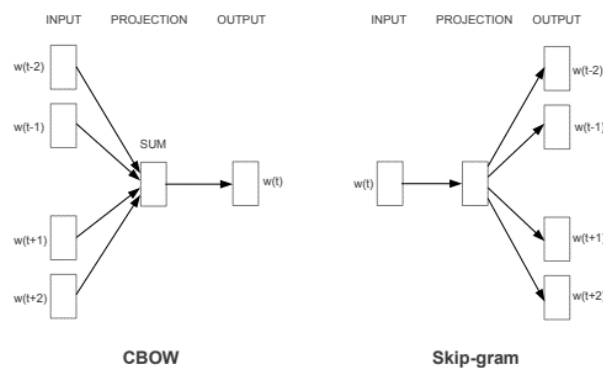 INPUT PROJECTION OUTPUT
w(t-2)
w(t-1)
SUM
w(t)
w(t+1)
w(t+2)
CBOW
INPUT PROJECTION OUTPUT
w(t-2)
w(t-1)
w(t)
w(t+1)
w(t+2)
Skip-gram